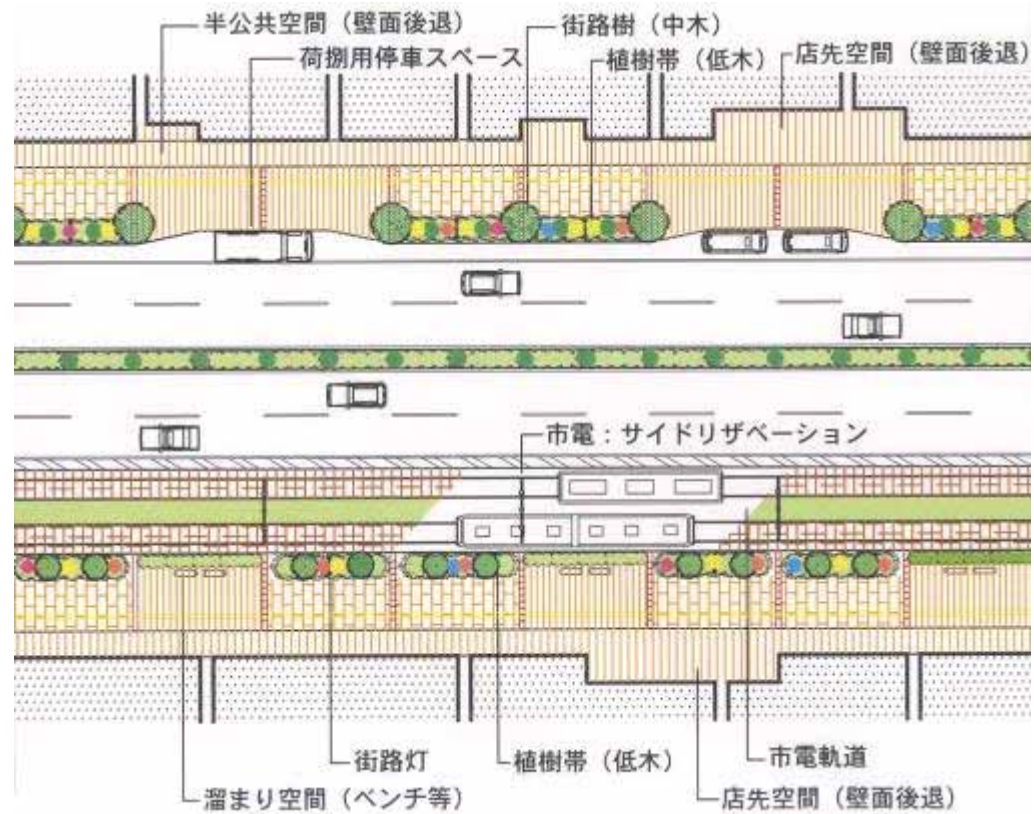 半公共空間（壁面後退）
街路樹（中木）
荷捌用停車スペース
植樹帯（低木）
店先空間（壁面後退）
市電：サイドリザベーション
街路灯
植樹帯（低木）
市電軌道
溜まり空間（ベンチ等）
店先空間（壁面後退）